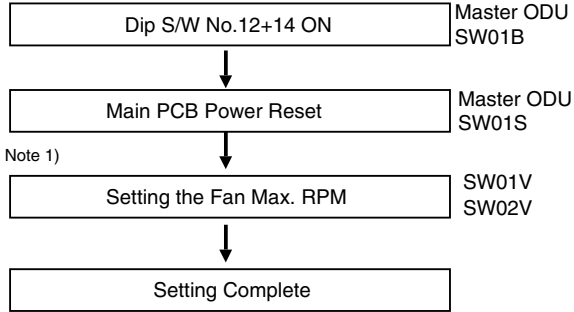 Dip S/W No.12+14 ON
Master ODU
SW01B
Main PCB Power Reset
Master ODU
SW01S
Note 1)
Setting the Fan Max. RPM
SW01V
SW02V
Setting Complete